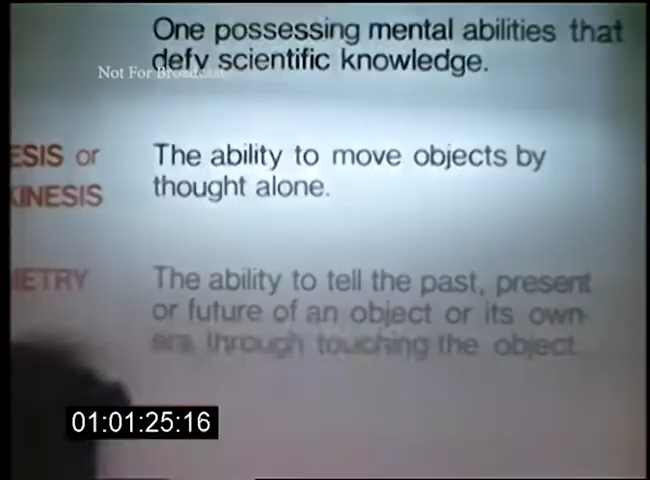 One possessing mental abilities that
defy scientific knowledge.
Not For Broadcast
ESIS or The ability to move objects by
KINESIS thought alone.
METRY The ability to tell the past, present
or future of an object or its own-
ers through touching the object.
01:01:25:16